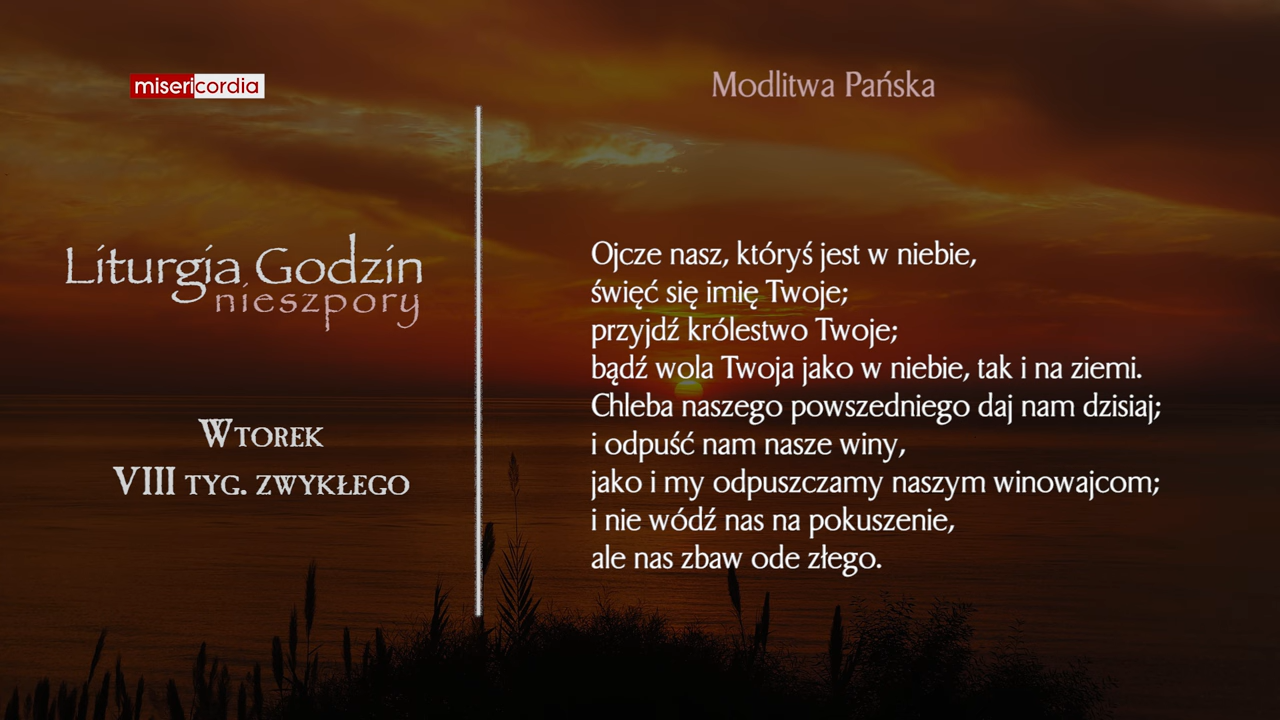 misericordia
Liturgia Godzin
nieszpory
Wtorek
VIII tyg. zwykłego
Modlitwa Pańska
Ojcze nasz, któryś jest w niebie,
święć się imię Twoje;
przyjdź królestwo Twoje;
bądź wola Twoja jako w niebie, tak i na ziemi.
Chleba naszego powszedniego daj nam dzisiaj;
i odpuść nam nasze winy,
jako i my odpuszczamy naszym winowajcom;
i nie wódź nas na pokuszenie,
ale nas zbaw ode złego.